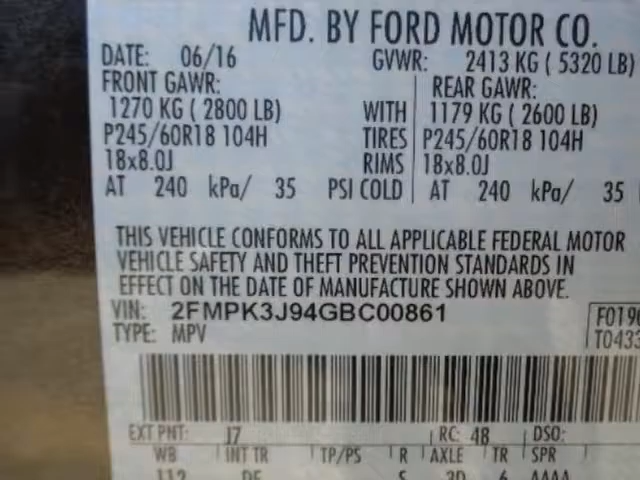 MFD. BY FORD MOTOR CO.
DATE: 06/16 GVWR: 2413 KG ( 5320 LB)
FRONT GAWR: REAR GAWR:
1270 KG ( 2800 LB) WITH 1179 KG ( 2600 LB)
P245/60R18 104H TIRES P245/60R18 104H
18x8.0J RIMS 18x8.0J
AT 240 kPa/ 35 PSI COLD AT 240 kPa/ 35
THIS VEHICLE CONFORMS TO ALL APPLICABLE FEDERAL MOTOR
VEHICLE SAFETY AND THEFT PREVENTION STANDARDS IN
EFFECT ON THE DATE OF MANUFACTURE SHOWN ABOVE.
VIN: 2FMPK3J94GBC00861
TYPE: MPV
F019
T043
EXT PNT: J7 RC: 48 DSO:
WB INT TR TP/PS R AXLE TR SPR
112